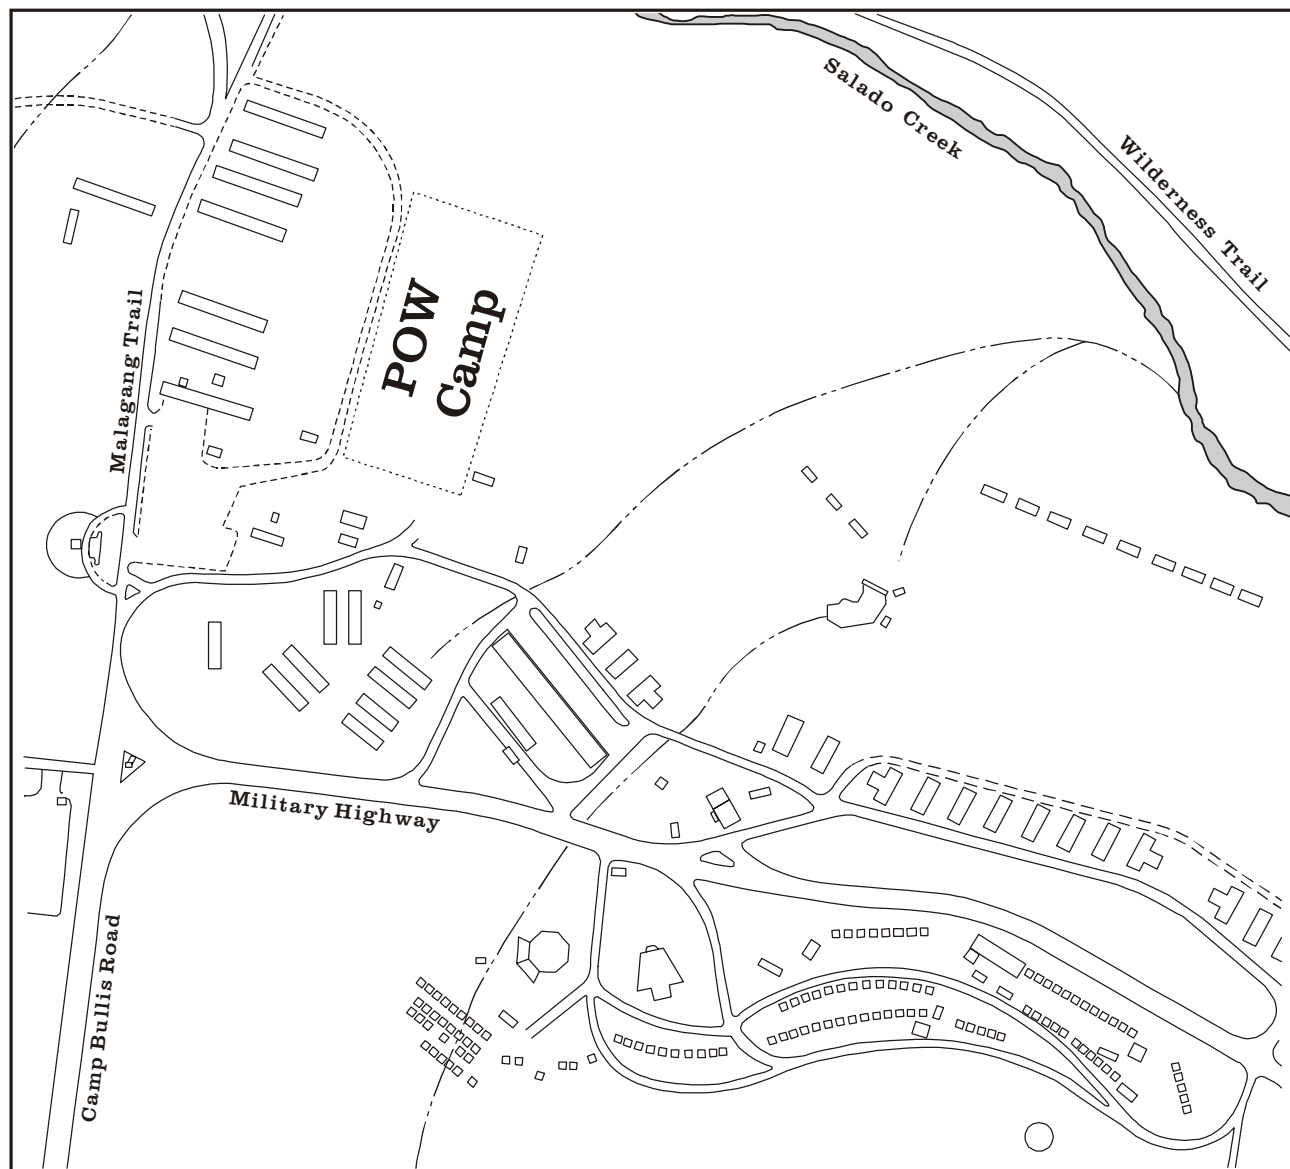 Salado Creek
Wilderness Trail
Malagang Trail
POW
Camp
Military Highway
Camp Bullis Road